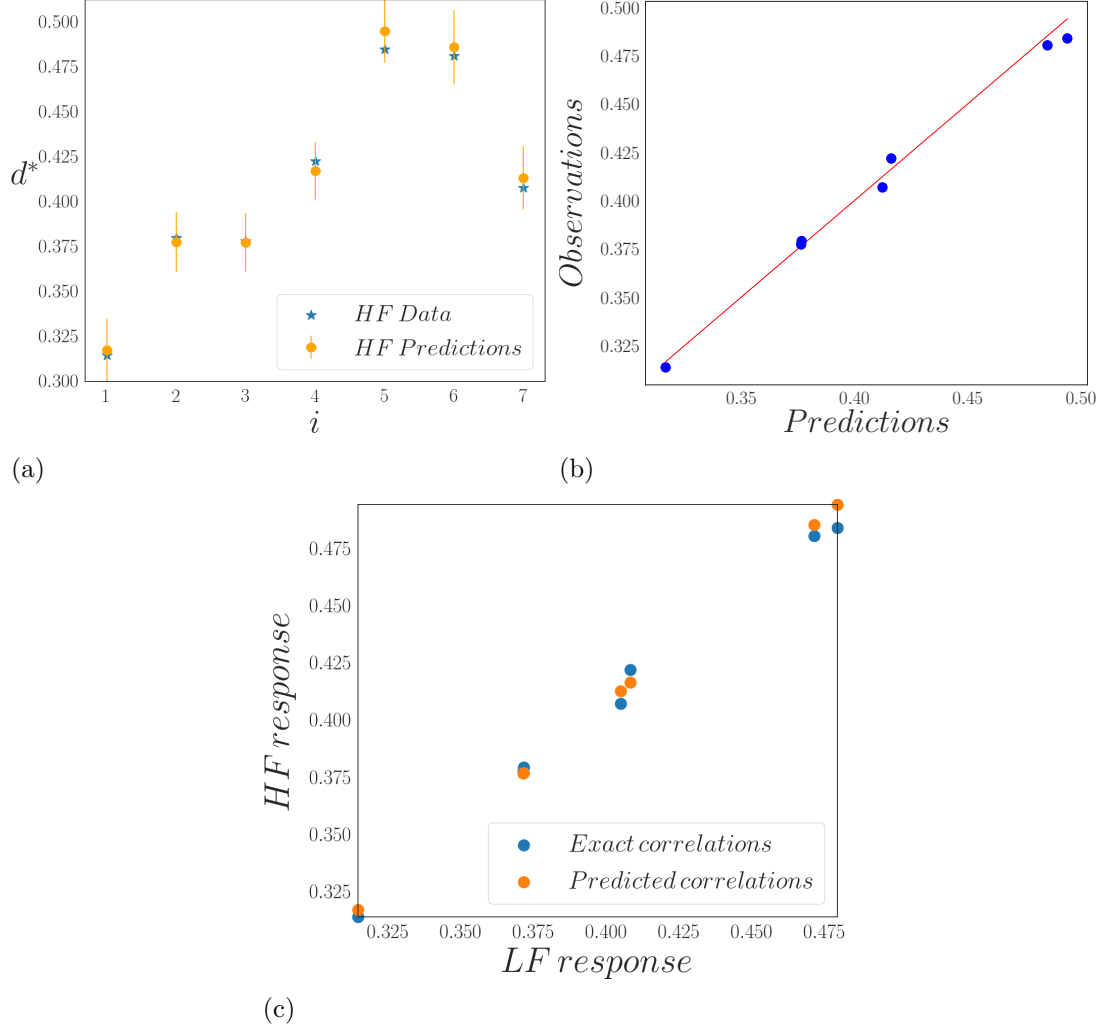 0.500
0.475
0.450
0.425
0.400
0.375
0.350
0.325
0.300
d*
1 2 3 4 5 6 7
i
HF Data
HF Predictions
(a)
0.500
0.475
0.450
0.425
0.400
0.375
0.350
0.325
Observations
0.35 0.40 0.45 0.50
Predictions
(b)
0.475
0.450
0.425
0.400
0.375
0.350
0.325
HF response
0.325 0.350 0.375 0.400 0.425 0.450 0.475
LF response
Exact correlations
Predicted correlations
(c)